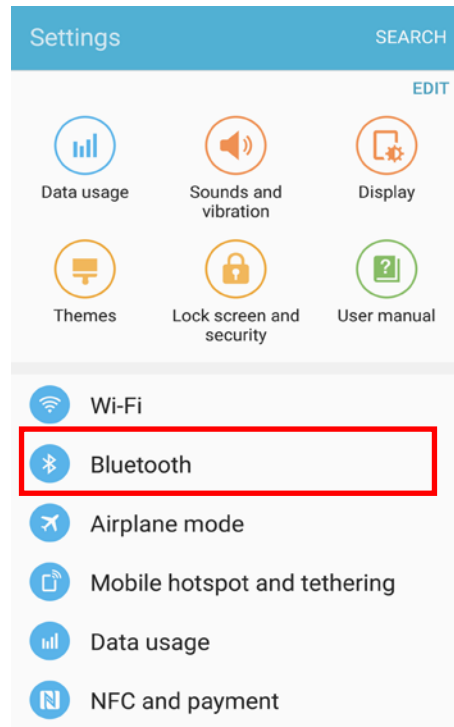 Settings SEARCH
EDIT
Data usage
Sounds and
vibration
Display
Themes
Lock screen and
security
User manual
Wi-Fi
Bluetooth
Airplane mode
Mobile hotspot and tethering
Data usage
NFC and payment